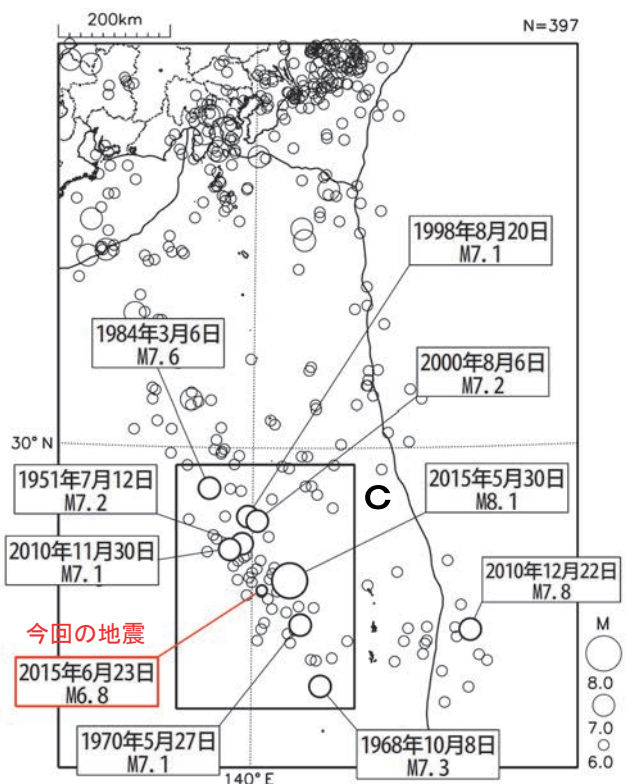 200km
N=397
1998年8月20日
M7.1
1984年3月6日
M7.6
2000年8月6日
M7.2
30°N
C
2015年5月30日
M8.1
1951年7月12日
M7.2
2010年11月30日
M7.1
2010年12月22日
M7.8
今回の地震
2015年6月23日
M6.8
M
8.0
7.0
6.0
1970年5月27日
M7.1
1968年10月8日
M7.3
140°E